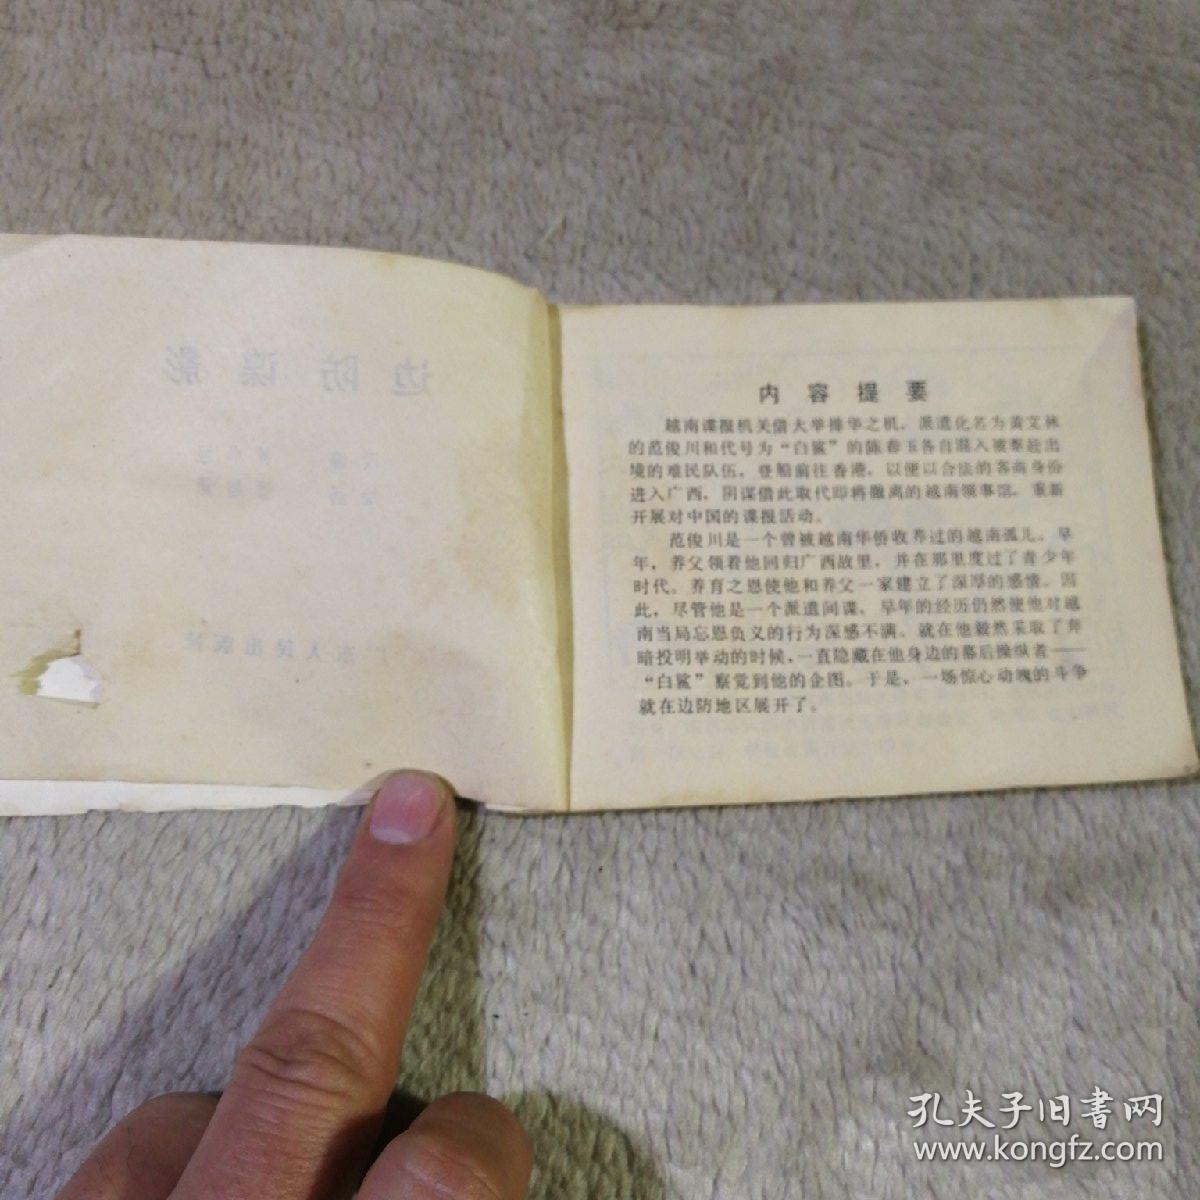 边防谍影
广东人民出版社
内容提要
越南谍报机关借大举排华之机，派遣化名为黄文林
的范俊川和代号为“白鲨”的陈春玉各自混入被驱赶出
境的难民队伍，登船前往香港，以便以合法的客商身份
进入广西，阴谋借此取代即将撤离的越南领事馆，重新
开展对中国的谍报活动。
范俊川是一个曾被越南华侨收养过的越南孤儿。早
年，养父领着他回归广西故里，并在那里度过了青少年
时代。养育之恩使他和养父一家建立了深厚的感情。因
此，尽管他是一个派遣间谍，早年的经历仍然使他对越
南当局忘恩负义的行为深感不满。就在他毅然采取了弃
暗投明举动的时候，一直隐藏在他身边的幕后操纵者——
“白鲨”察觉到他的企图。于是，一场惊心动魄的斗争
就在边防地区展开了。
孔夫子旧書网
www.kongfz.com